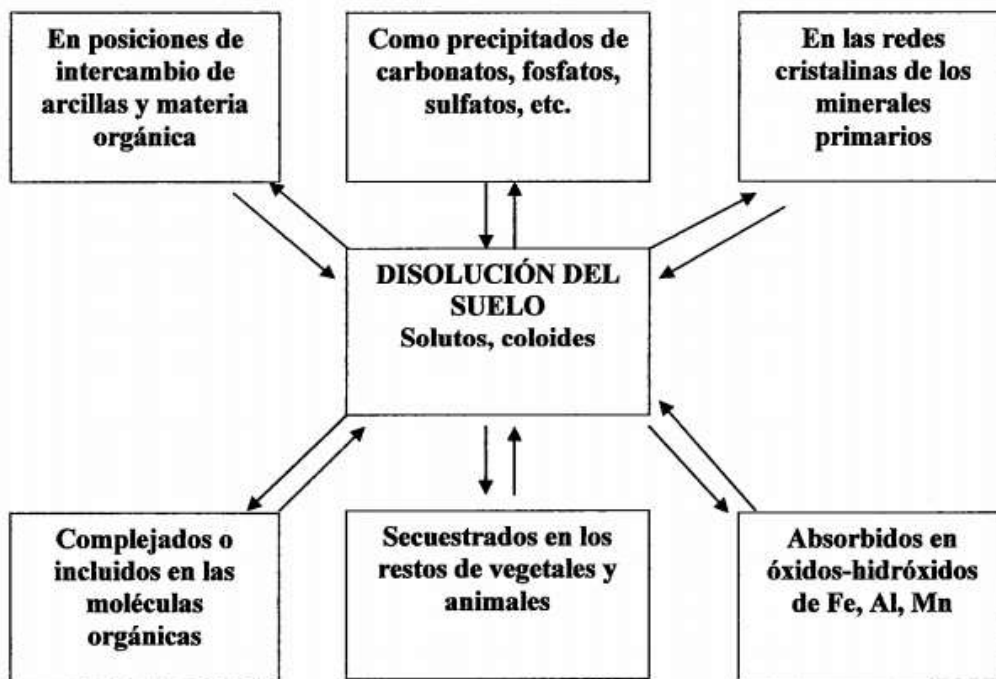 En posiciones de
intercambio de
arcillas y materia
orgánica
Como precipitados de
carbonatos, fosfatos,
sulfatos, etc.
En las redes
cristalinas de los
minerales
primarios
DISOLUCIÓN DEL
SUELO
Solutos, coloides
Complejados o
incluidos en las
moléculas
orgánicas
Secuestrados en los
restos de vegetales y
animales
Absorbidos en
óxidos-hidróxidos
de Fe, Al, Mn